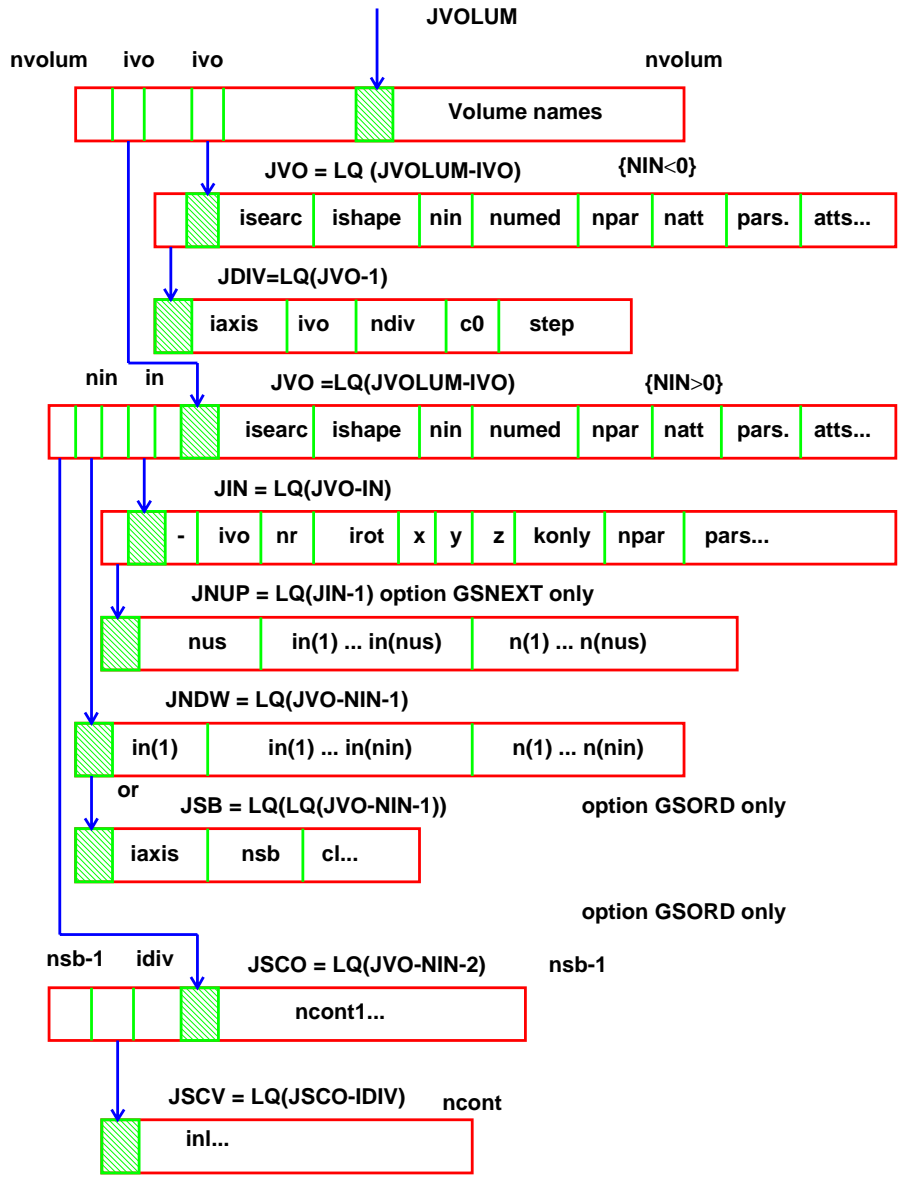 JVOLUM
nvolum ivo ivo nvolum
Volume names
JVO = LQ (JVOLUM-IVO) {NIN<0}
isearc ishape nin numed npar natt pars. atts...
JDIV=LQ(JVO-1)
iaxis ivo ndiv c0 step
nin in JVO =LQ(JVOLUM-IVO) {NIN>0}
isearc ishape nin numed npar natt pars. atts...
JIN = LQ(JVO-IN)
- ivo nr irot x y z konly npar pars...
JNUP = LQ(JIN-1) option GSNEXT only
nus in(1) ... in(nus) n(1) ... n(nus)
JNDW = LQ(JVO-NIN-1)
in(1) in(1) ... in(nin) n(1) ... n(nin)
or JSB = LQ(LQ(JVO-NIN-1)) option GSORD only
iaxis nsb cl...
option GSORD only
nsb-1 idiv JSCO = LQ(JVO-NIN-2) nsb-1
ncont1...
JSCV = LQ(JSCO-IDIV) ncont
inl...